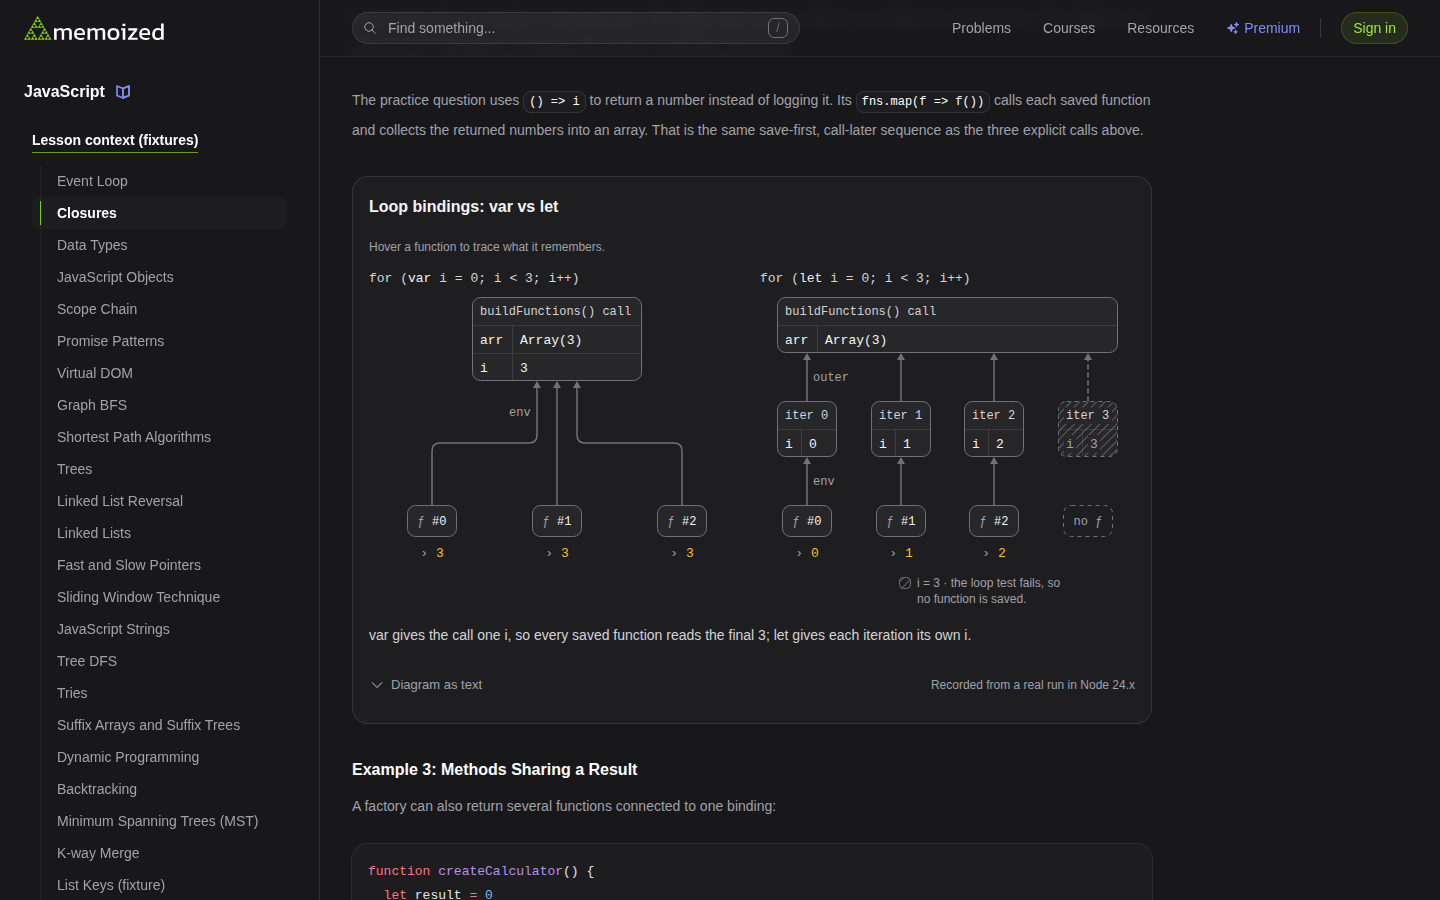 memoized
Find something...
/
Problems
Courses
Resources
Premium
Sign in
JavaScript
Lesson context (fixtures)
Event Loop
Closures
Data Types
JavaScript Objects
Scope Chain
Promise Patterns
Virtual DOM
Graph BFS
Shortest Path Algorithms
Trees
Linked List Reversal
Linked Lists
Fast and Slow Pointers
Sliding Window Technique
JavaScript Strings
Tree DFS
Tries
Suffix Arrays and Suffix Trees
Dynamic Programming
Backtracking
Minimum Spanning Trees (MST)
K-way Merge
List Keys (fixture)
The practice question uses () => i to return a number instead of logging it. Its fns.map(f => f()) calls each saved function
and collects the returned numbers into an array. That is the same save-first, call-later sequence as the three explicit calls above.
Loop bindings: var vs let
Hover a function to trace what it remembers.
for (var i = 0; i < 3; i++)
buildFunctions() call
arr Array(3)
i 3
env
ƒ #0 ƒ #1 ƒ #2
› 3 › 3 › 3
for (let i = 0; i < 3; i++)
buildFunctions() call
arr Array(3)
outer
iter 0 iter 1 iter 2 iter 3
i 0 i 1 i 2 i 3
env
ƒ #0 ƒ #1 ƒ #2 no ƒ
› 0 › 1 › 2
i = 3 · the loop test fails, so
no function is saved.
var gives the call one i, so every saved function reads the final 3; let gives each iteration its own i.
Diagram as text
Recorded from a real run in Node 24.x
Example 3: Methods Sharing a Result
A factory can also return several functions connected to one binding:
function createCalculator() {
let result = 0